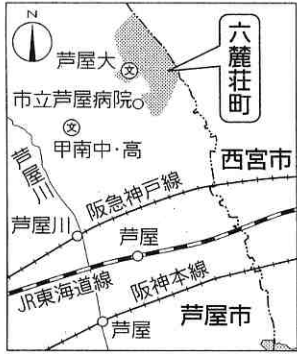 N
六麓荘町
芦屋大
文
市立芦屋病院
文
甲南中・高
芦屋川
西宮市
阪急神戸線
芦屋川
芦屋
JR東海道線
阪神本線
芦屋
芦屋市